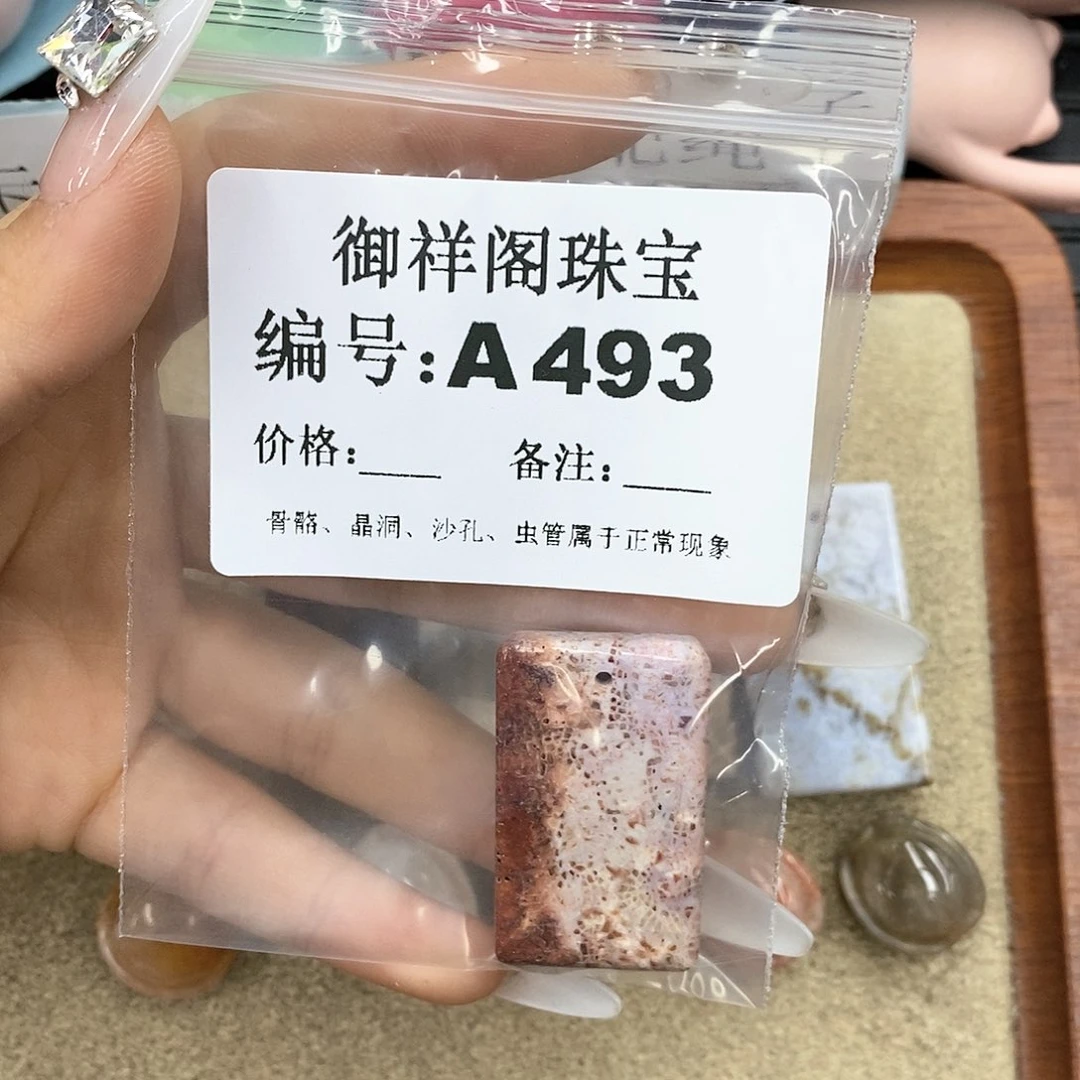 御祥阁珠宝
编号:A493
价格:____ 备注:____
骨骼、晶洞、沙孔、虫管属于正常现象